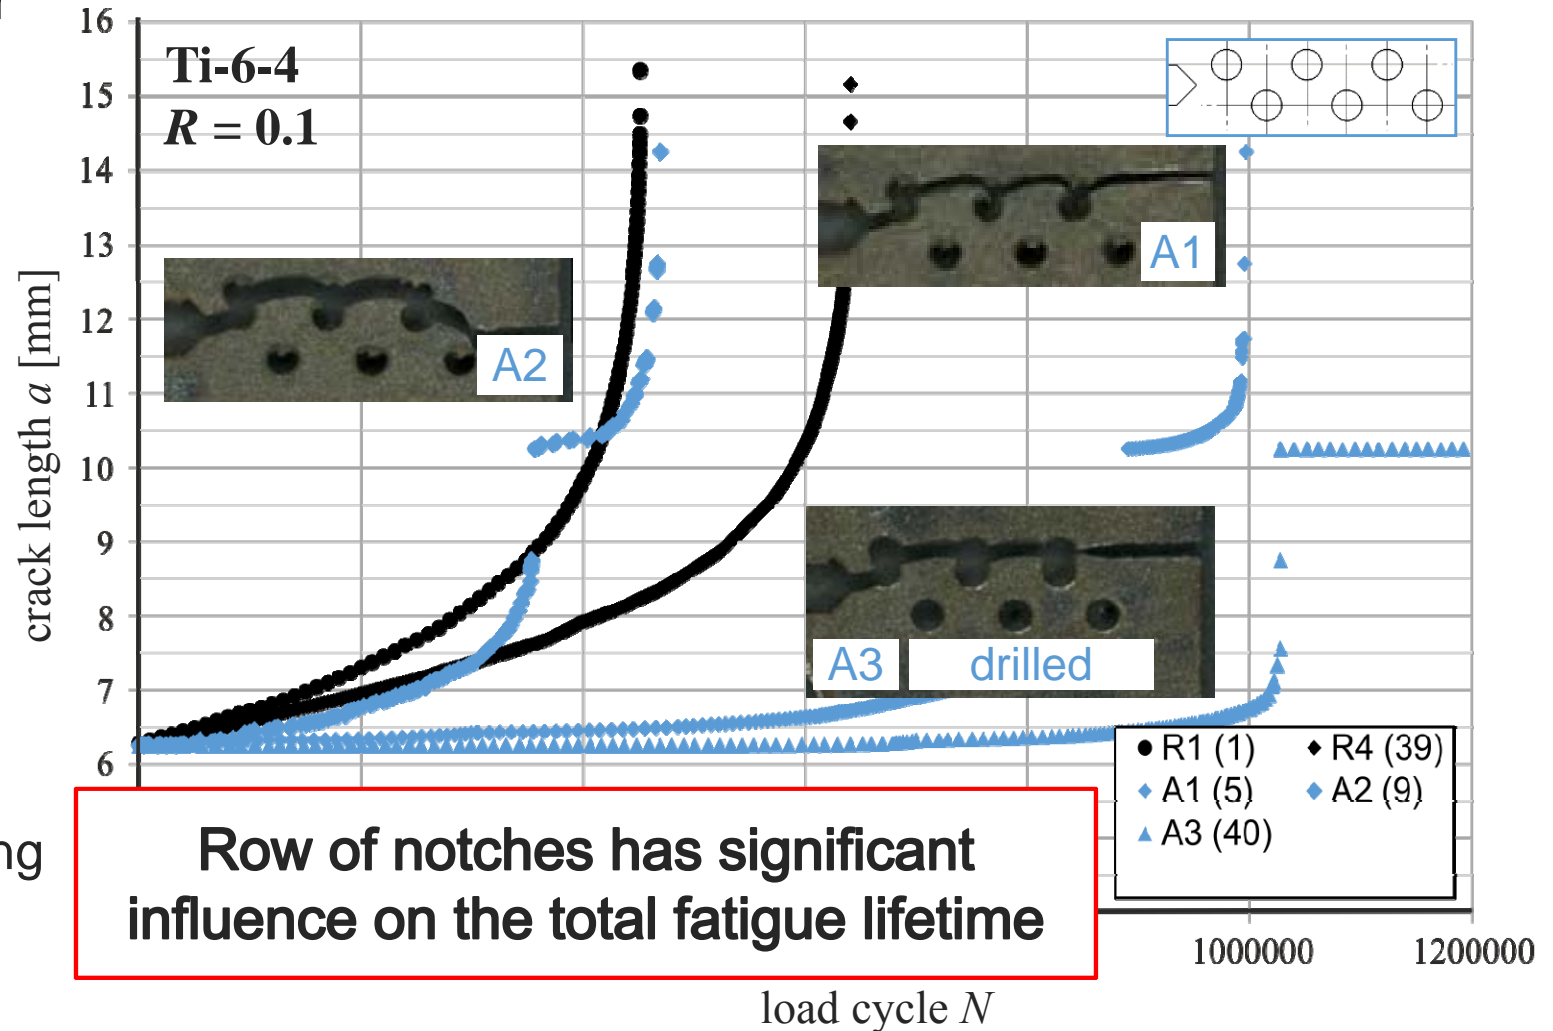 16
15
14
13
12
11
10
9
8
7
6
crack length a [mm]
Ti-6-4
R = 0.1
A2
A1
A3
drilled
R1 (1)
R4 (39)
A1 (5)
A2 (9)
A3 (40)
ng
Row of notches has significant
influence on the total fatigue lifetime
1000000
1200000
load cycle N